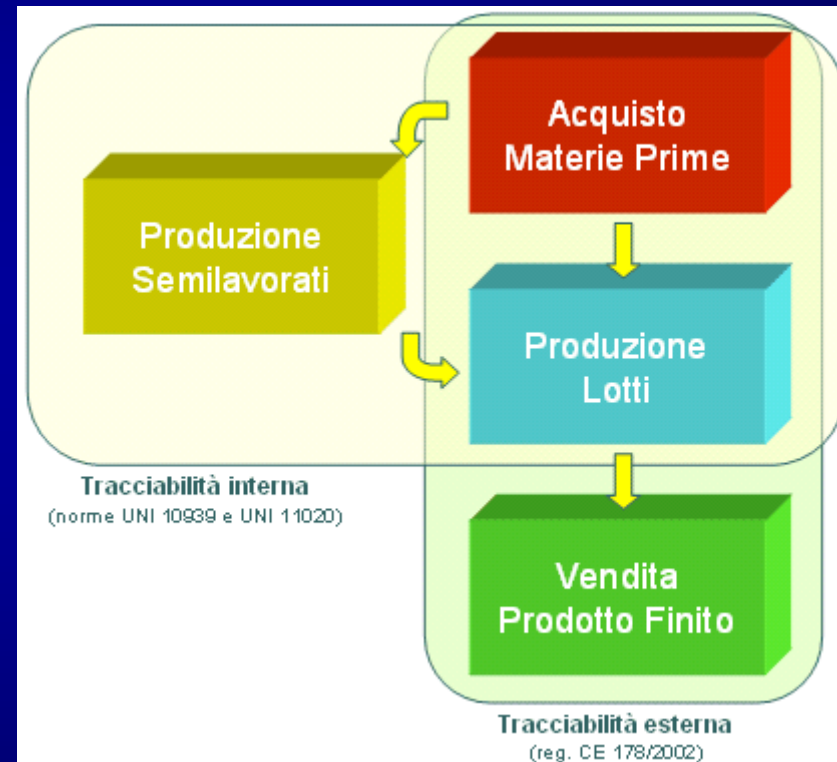 Acquisto
Materie Prime
Produzione
Semilavorati
Produzione
Lotti
Tracciabilità interna
(norme UNI 10939 e UNI 11020)
Vendita
Prodotto Finito
Tracciabilità esterna
(reg. CE 178/2002)